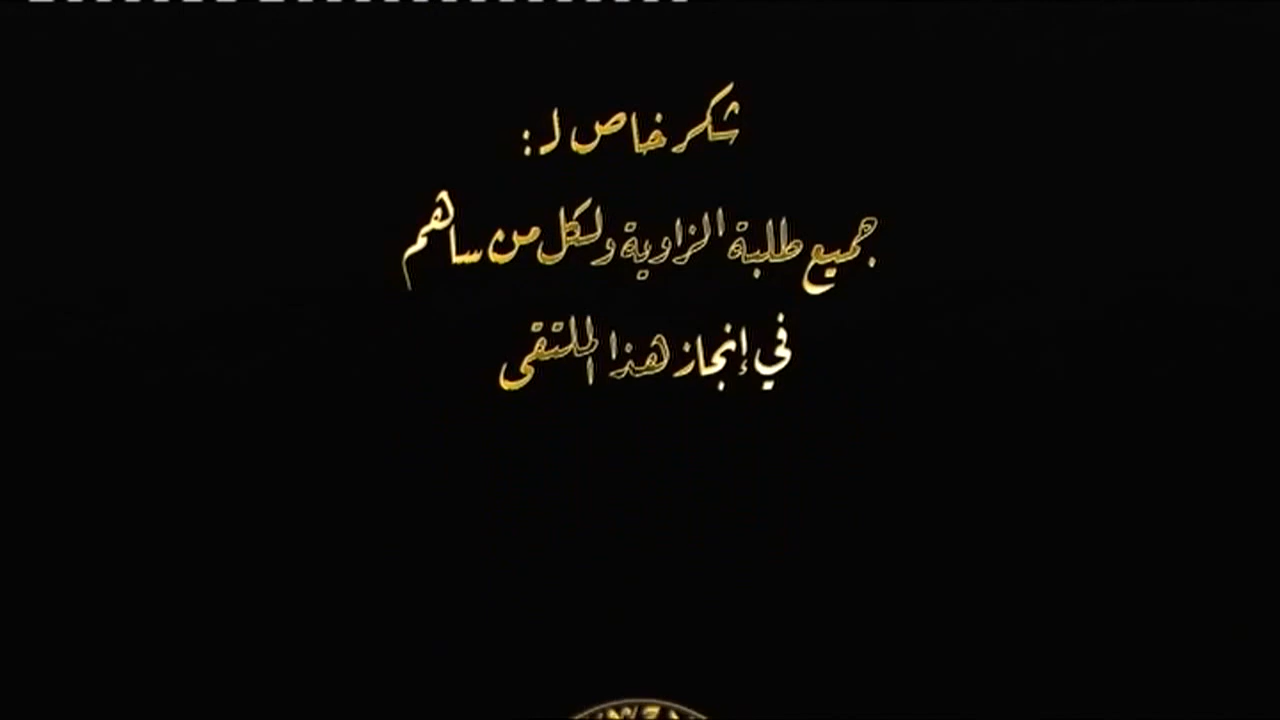 شكر خاص لـ :
جميع طلبة الزاوية ولكل من ساهم
في إنجاز هذا الملتقى